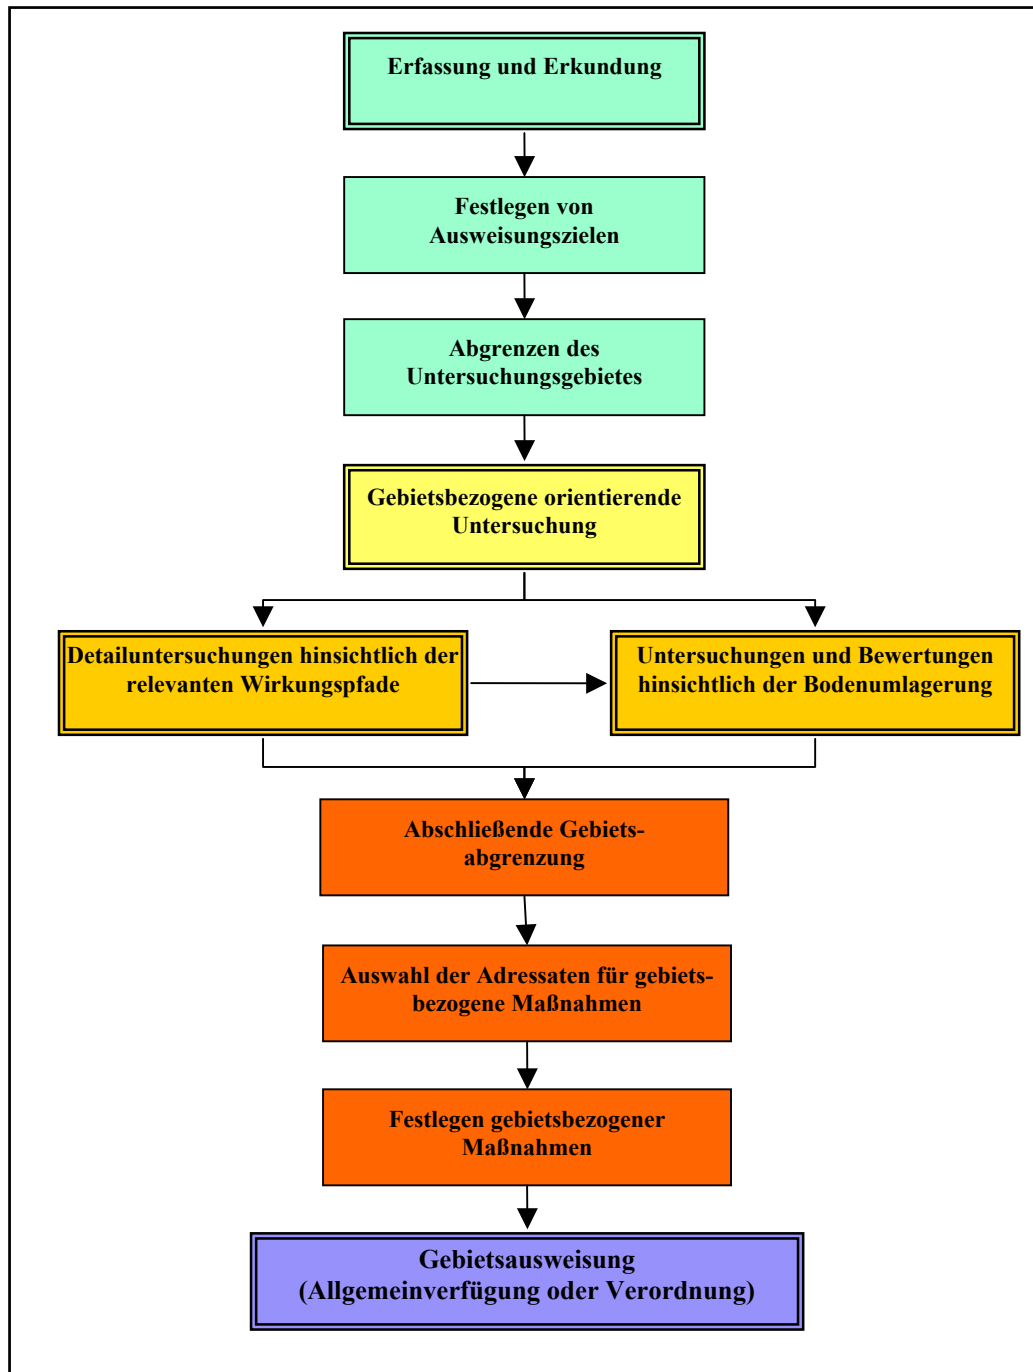 Erfassung und Erkundung
Festlegen von
Ausweisungszielen
Abgrenzen des
Untersuchungsgebietes
Gebietsbezogene orientierende
Untersuchung
Detailuntersuchungen hinsichtlich der
relevanten Wirkungspfade
Untersuchungen und Bewertungen
hinsichtlich der Bodenumlagerung
Abschließende Gebiets-
abgrenzung
Auswahl der Adressaten für gebiets-
bezogene Maßnahmen
Festlegen gebietsbezogener
Maßnahmen
Gebietsausweisung
(Allgemeinverfügung oder Verordnung)